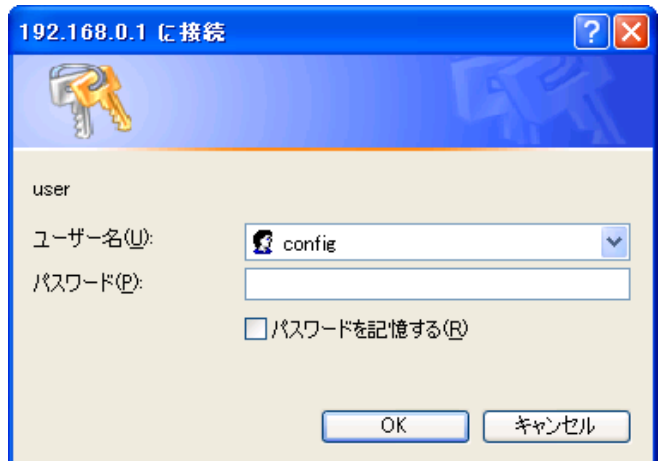 192.168.0.1 に接続
user
ユーザー名(U):
config
パスワード(P):
パスワードを記憶する(R)
OK
キャンセル